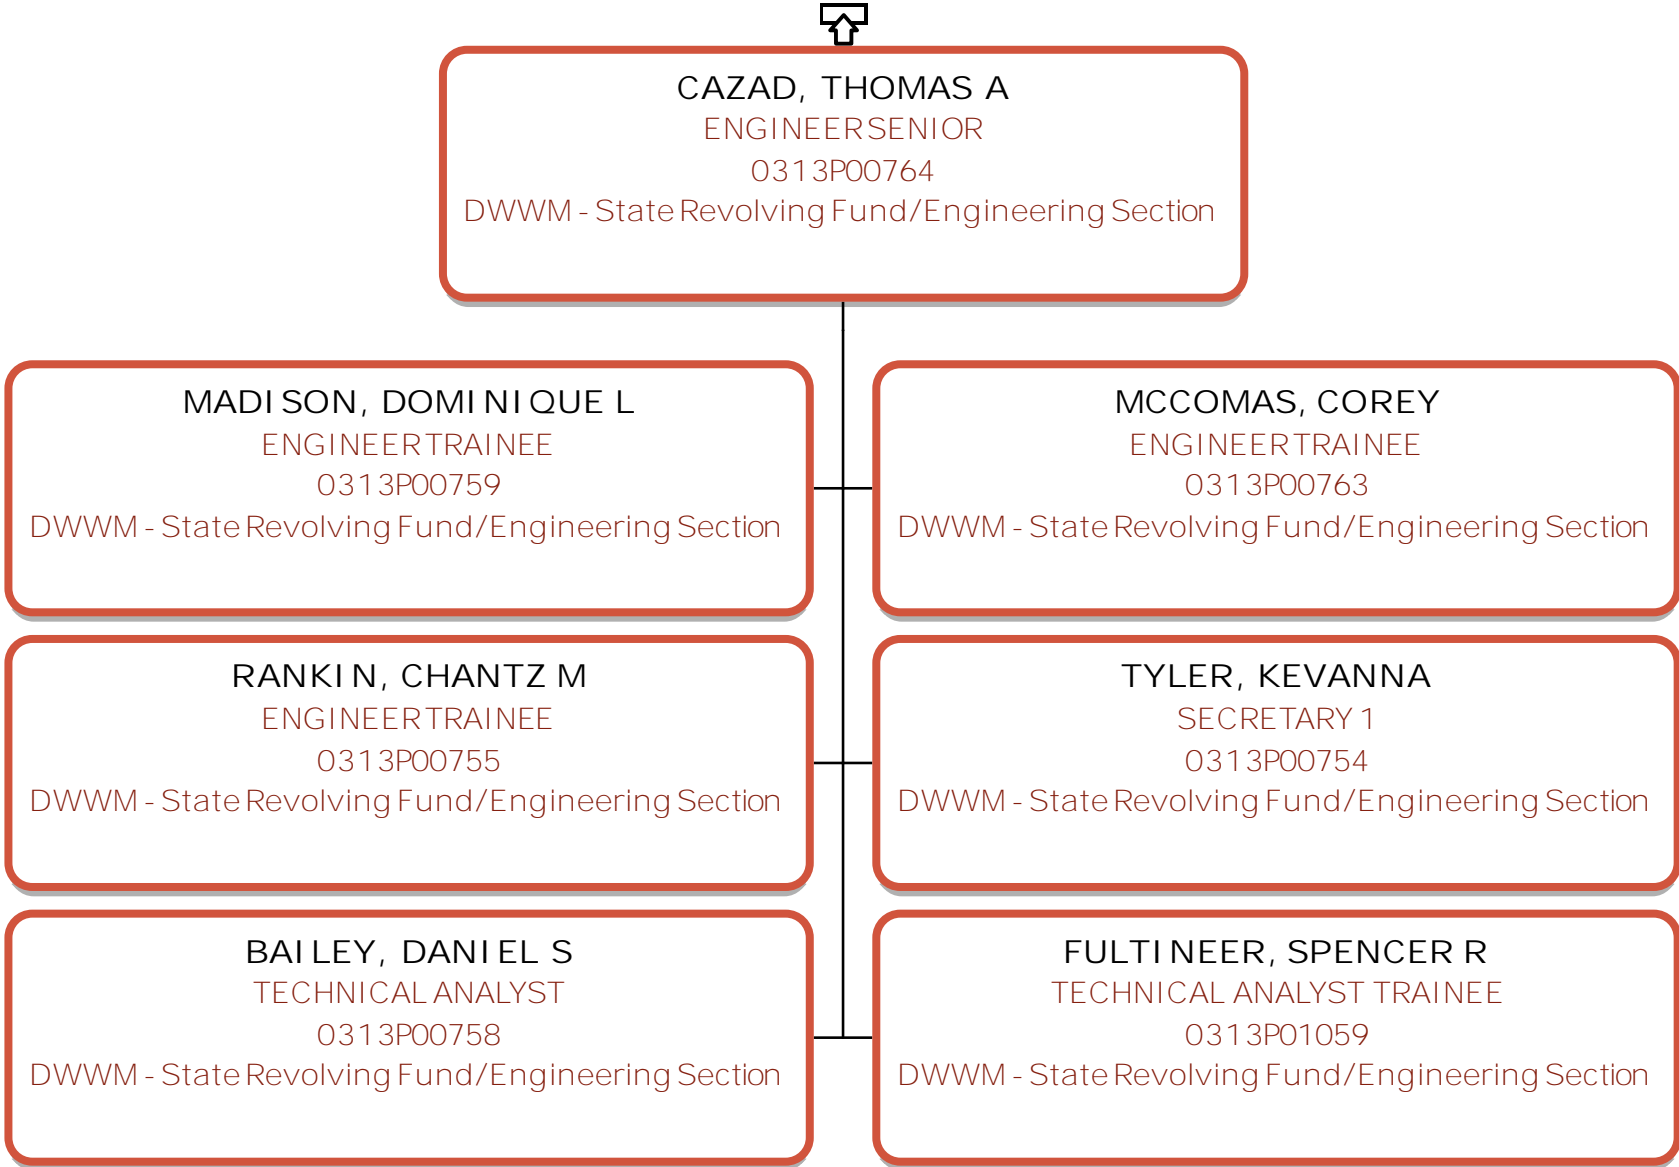 CAZAD, THOMAS A
ENGINEER SENIOR
0313P00764
DWWM - State Revolving Fund/Engineering Section
MADISON, DOMINIQUE L
ENGINEER TRAINEE
0313P00759
DWWM - State Revolving Fund/Engineering Section
MCCOMAS, COREY
ENGINEER TRAINEE
0313P00763
DWWM - State Revolving Fund/Engineering Section
RANKIN, CHANTZ M
ENGINEER TRAINEE
0313P00755
DWWM - State Revolving Fund/Engineering Section
TYLER, KEVANNA
SECRETARY 1
0313P00754
DWWM - State Revolving Fund/Engineering Section
BAILEY, DANIEL S
TECHNICAL ANALYST
0313P00758
DWWM - State Revolving Fund/Engineering Section
FULTINEER, SPENCER R
TECHNICAL ANALYST TRAINEE
0313P01059
DWWM - State Revolving Fund/Engineering Section